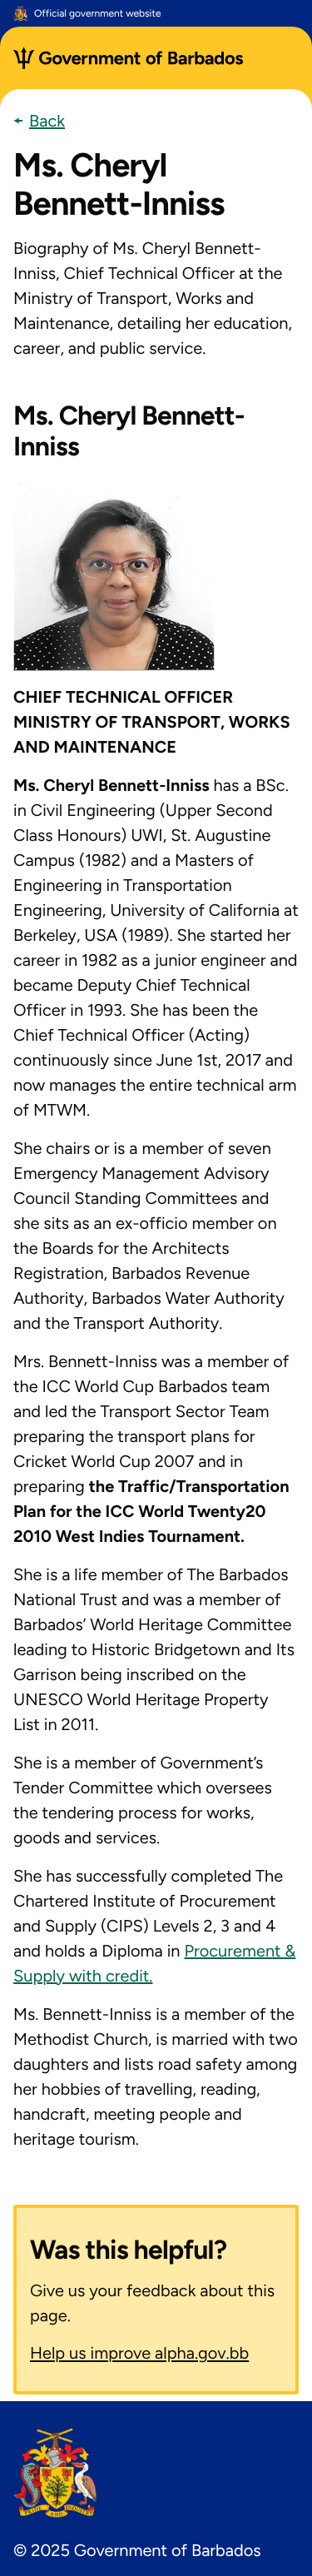 Official government website
Government of Barbados
← Back
Ms. Cheryl
Bennett-Inniss
Biography of Ms. Cheryl Bennett-
Inniss, Chief Technical Officer at the
Ministry of Transport, Works and
Maintenance, detailing her education,
career, and public service.
Ms. Cheryl Bennett-
Inniss
CHIEF TECHNICAL OFFICER
MINISTRY OF TRANSPORT, WORKS
AND MAINTENANCE
Ms. Cheryl Bennett-Inniss has a BSc.
in Civil Engineering (Upper Second
Class Honours) UWI, St. Augustine
Campus (1982) and a Masters of
Engineering in Transportation
Engineering, University of California at
Berkeley, USA (1989). She started her
career in 1982 as a junior engineer and
became Deputy Chief Technical
Officer in 1993. She has been the
Chief Technical Officer (Acting)
continuously since June 1st, 2017 and
now manages the entire technical arm
of MTWM.
She chairs or is a member of seven
Emergency Management Advisory
Council Standing Committees and
she sits as an ex-officio member on
the Boards for the Architects
Registration, Barbados Revenue
Authority, Barbados Water Authority
and the Transport Authority.
Mrs. Bennett-Inniss was a member of
the ICC World Cup Barbados team
and led the Transport Sector Team
preparing the transport plans for
Cricket World Cup 2007 and in
preparing the Traffic/Transportation
Plan for the ICC World Twenty20
2010 West Indies Tournament.
She is a life member of The Barbados
National Trust and was a member of
Barbados’ World Heritage Committee
leading to Historic Bridgetown and Its
Garrison being inscribed on the
UNESCO World Heritage Property
List in 2011.
She is a member of Government’s
Tender Committee which oversees
the tendering process for works,
goods and services.
She has successfully completed The
Chartered Institute of Procurement
and Supply (CIPS) Levels 2, 3 and 4
and holds a Diploma in Procurement &
Supply with credit.
Ms. Bennett-Inniss is a member of the
Methodist Church, is married with two
daughters and lists road safety among
her hobbies of travelling, reading,
handcraft, meeting people and
heritage tourism.
Was this helpful?
Give us your feedback about this
page.
Help us improve alpha.gov.bb
PRIDE AND INDUSTRY
© 2025 Government of Barbados